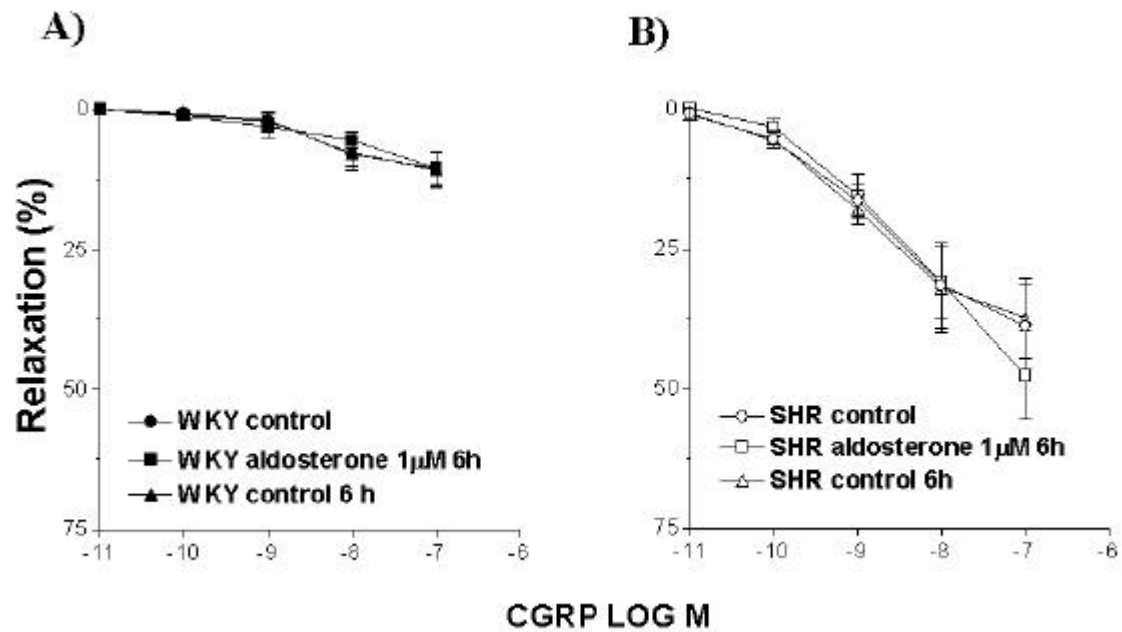 A)
B)
0
25
50
75
Relaxation (%)
WKY control
WKY aldosterone 1μM 6h
WKY control 6 h
-11 -10 -9 -8 -7 -6
0
25
50
75
SHR control
SHR aldosterone 1μM 6h
SHR control 6h
-11 -10 -9 -8 -7 -6
CGRP LOG M